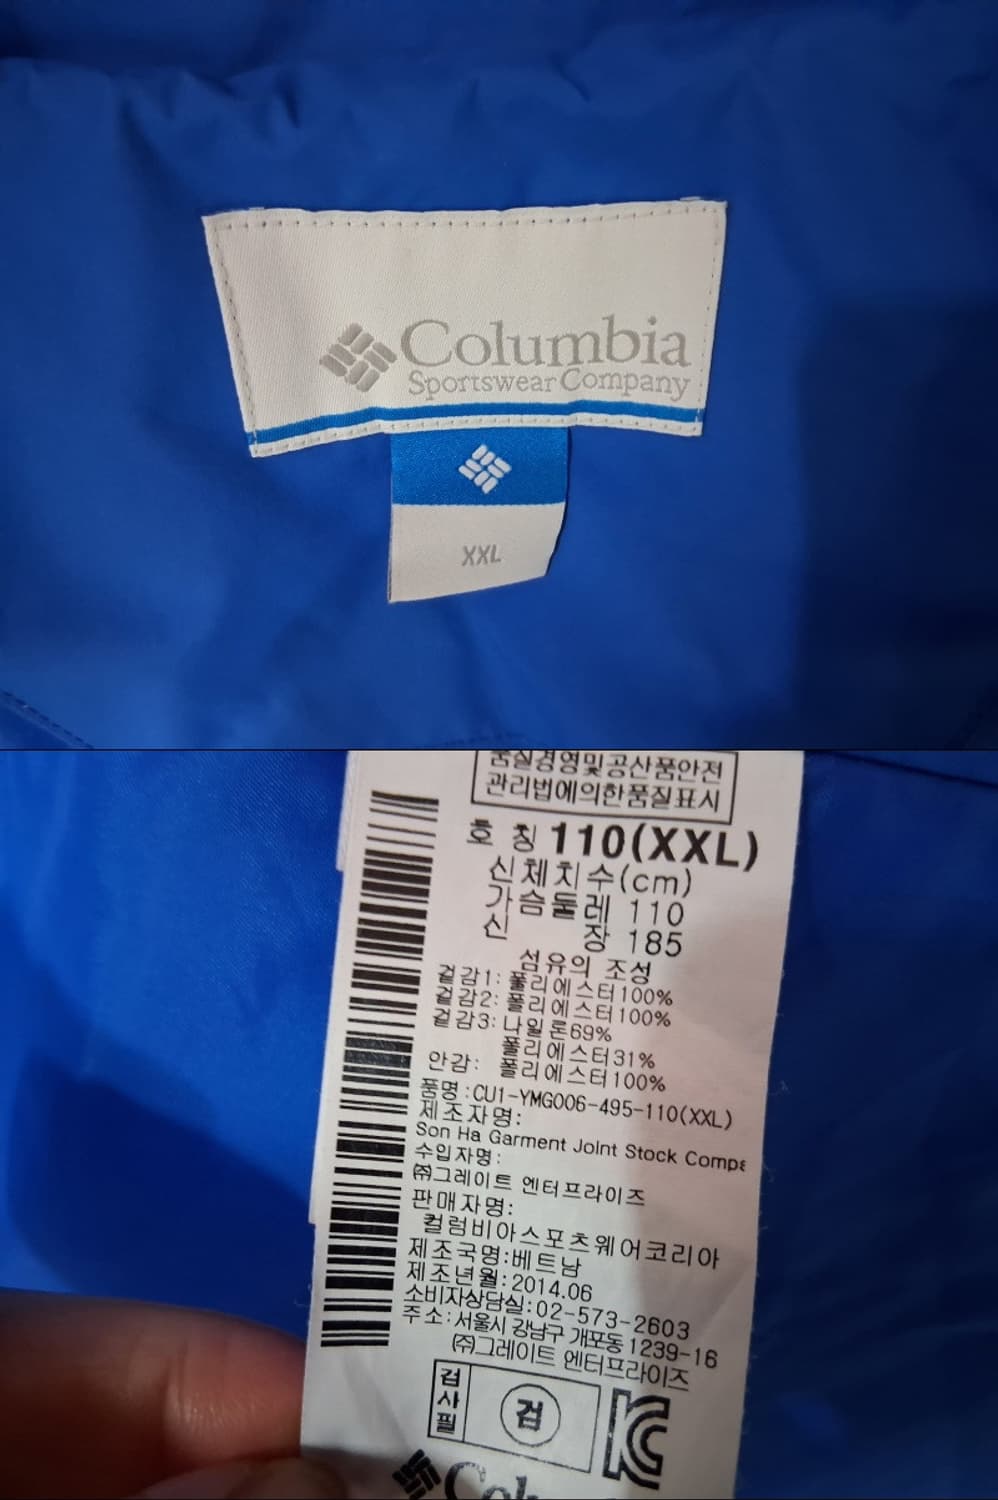 Columbia
Sportswear Company
XXL
품질경영및공산품안전
관리법에의한품질표시
호 칭 110(XXL)
신체치수(cm)
가슴둘레 110
신 장 185
섬유의 조성
겉감1: 폴리에스터100%
겉감2: 폴리에스터100%
겉감3: 나일론69%
폴리에스터31%
안감: 폴리에스터100%
품명:CU1-YMG006-495-110(XXL)
제조자명:
Son Ha Garment Joint Stock Compa
수입자명:
㈜그레이트 엔터프라이즈
판매자명:
컬럼비아스포츠웨어코리아
제조국명:베트남
제조년월:2014.06
소비자상담실:02-573-2603
주소:서울시 강남구 개포동 1239-16
(주)그레이트 엔터프라이즈
검사필
검
KC